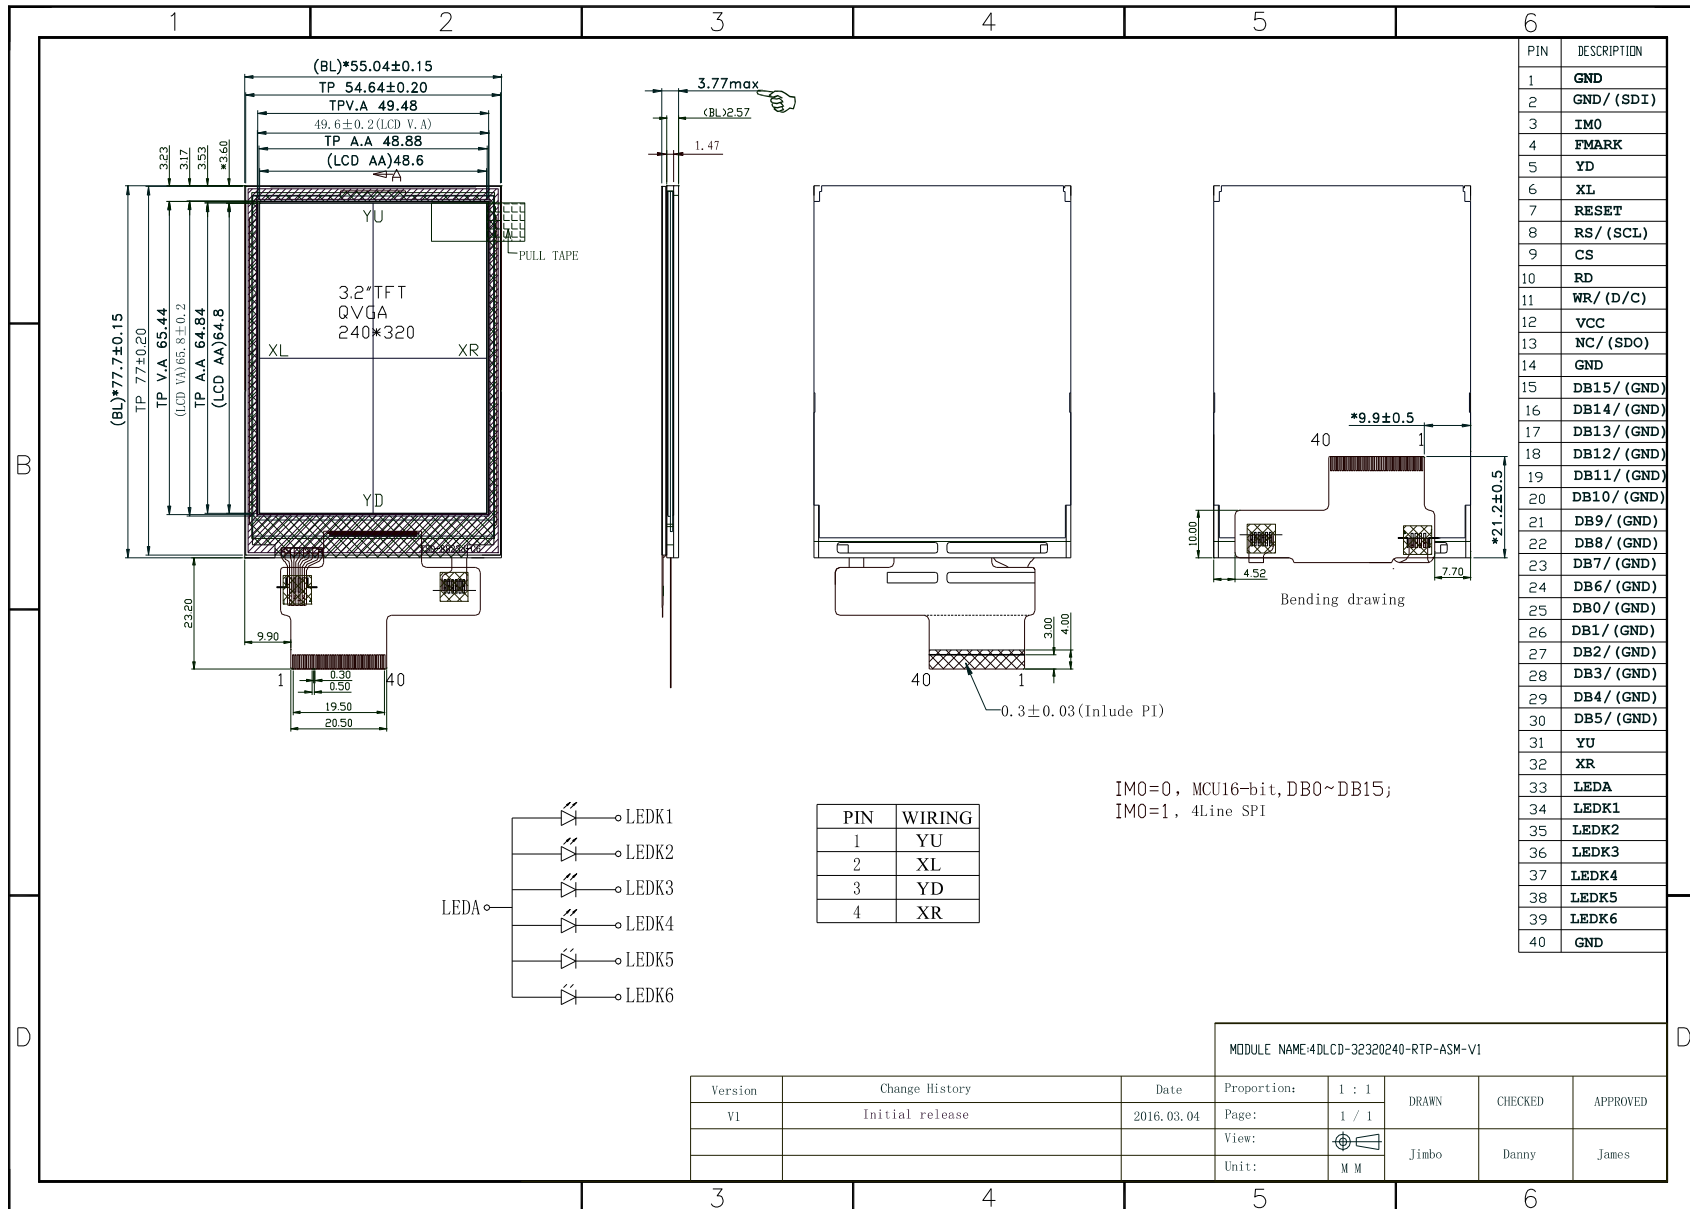 1 2 3 4 5 6
(BL)*55.04±0.15
TP 54.64±0.20
TPV.A 49.48
49.6±0.2(LCD V.A)
TP A.A 48.88
(LCD AA)48.6
A
3.23
3.17
3.53
*3.60
(BL)*77.7±0.15
TP 77±0.20
TP V.A 65.44
(LCD VA)65.8±0.2
TP A.A 64.84
(LCD AA)64.8
YU
PULL TAPE
3.2"TFT
QVGA
240*320
XL XR
YD
23.20
9.90
1 40
0.30
0.50
19.50
20.50
3.77max
(BL)2.57
1.47
3.00
4.00
40 1
0.3±0.03(Inlude PI)
*9.9±0.5
40 1
*21.2±0.5
10.00
4.52
7.70
Bending drawing
B
D
D
IM0=0, MCU16-bit,DB0~DB15;
IM0=1, 4Line SPI
LEDA
LEDK1
LEDK2
LEDK3
LEDK4
LEDK5
LEDK6
PIN WIRING
1 YU
2 XL
3 YD
4 XR
PIN DESCRIPTION
1 GND
2 GND/(SDI)
3 IM0
4 FMARK
5 YD
6 XL
7 RESET
8 RS/(SCL)
9 CS
10 RD
11 WR/(D/C)
12 VCC
13 NC/(SDO)
14 GND
15 DB15/(GND)
16 DB14/(GND)
17 DB13/(GND)
18 DB12/(GND)
19 DB11/(GND)
20 DB10/(GND)
21 DB9/(GND)
22 DB8/(GND)
23 DB7/(GND)
24 DB6/(GND)
25 DB0/(GND)
26 DB1/(GND)
27 DB2/(GND)
28 DB3/(GND)
29 DB4/(GND)
30 DB5/(GND)
31 YU
32 XR
33 LEDA
34 LEDK1
35 LEDK2
36 LEDK3
37 LEDK4
38 LEDK5
39 LEDK6
40 GND
MODULE NAME:4DLCD-32320240-RTP-ASM-V1
Version Change History Date
V1 Initial release 2016.03.04
Proportion: 1 : 1
Page: 1 / 1
View:
Unit: M M
DRAWN CHECKED APPROVED
Jimbo Danny James
3 4 5 6